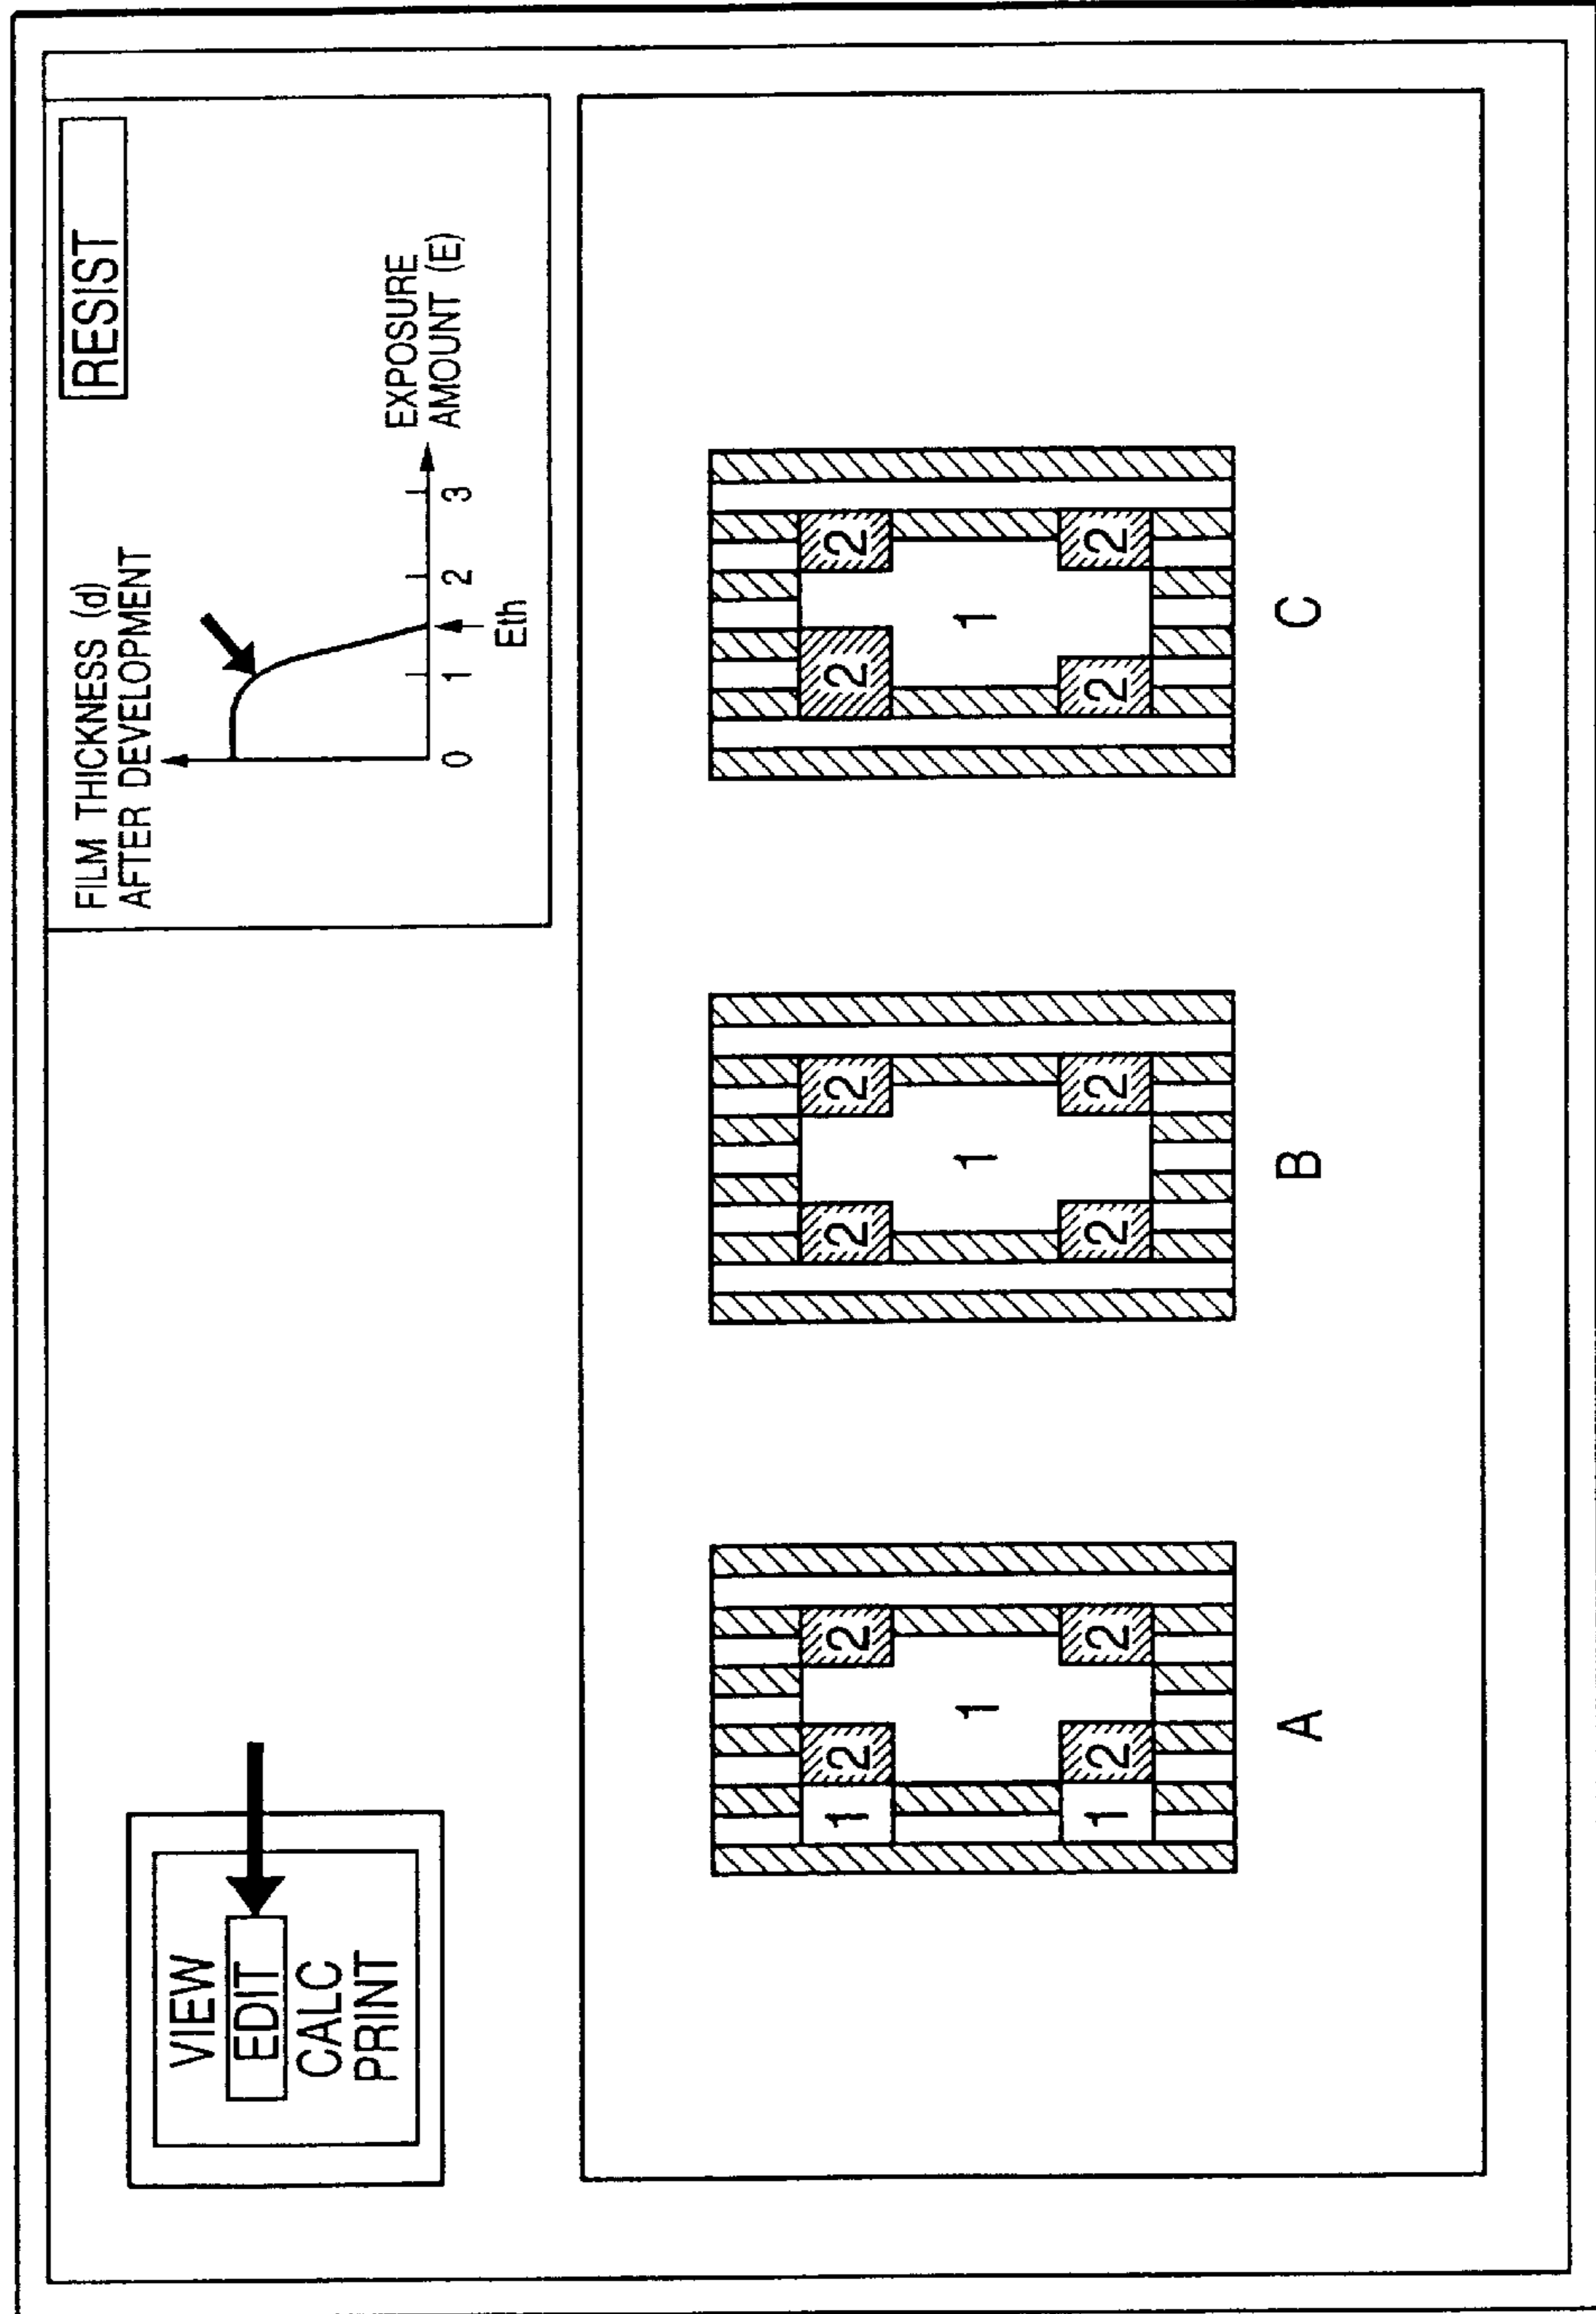 VIEW
EDIT
CALC
PRINT
FILM THICKNESS (d)
AFTER DEVELOPMENT
RESIST
EXPOSURE
AMOUNT (E)
0 1 2 3
Eth
1 2 2
2 2
2 2
1
1
1
1 2 2
2 2
2 2
A
B
C